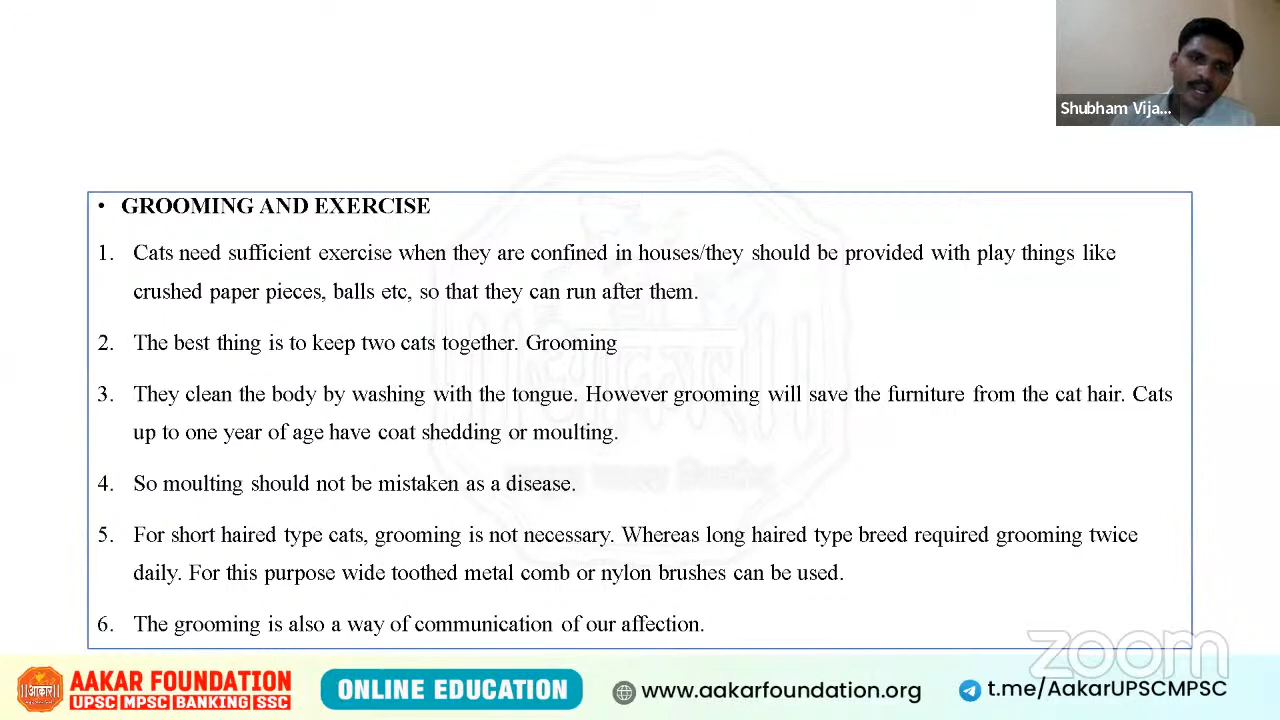 Shubham Vija...
• GROOMING AND EXERCISE
1. Cats need sufficient exercise when they are confined in houses/they should be provided with play things like
crushed paper pieces, balls etc, so that they can run after them.
2. The best thing is to keep two cats together. Grooming
3. They clean the body by washing with the tongue. However grooming will save the furniture from the cat hair. Cats
up to one year of age have coat shedding or moulting.
4. So moulting should not be mistaken as a disease.
5. For short haired type cats, grooming is not necessary. Whereas long haired type breed required grooming twice
daily. For this purpose wide toothed metal comb or nylon brushes can be used.
6. The grooming is also a way of communication of our affection.
zoom
आकार
AAKAR FOUNDATION
UPSC MPSC BANKING SSC
ONLINE EDUCATION
www.aakarfoundation.org
t.me/AakarUPSCMPSC